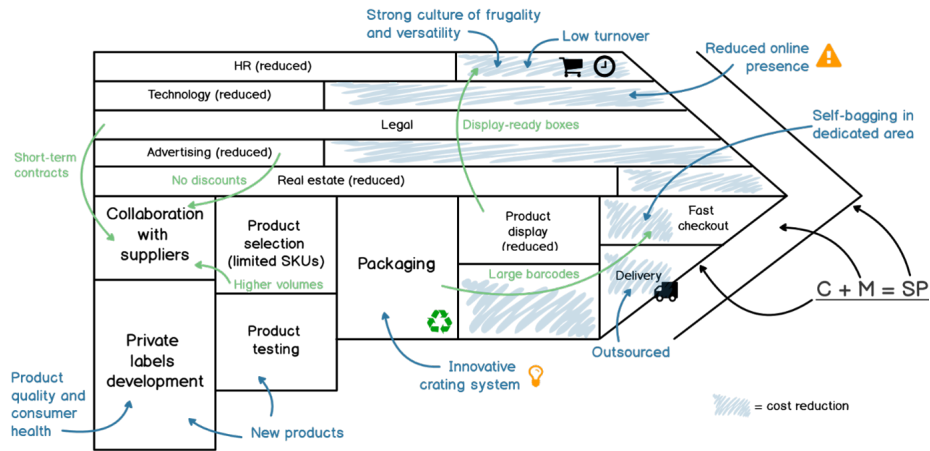 Strong culture of frugality
and versatility
Low turnover
Reduced online
presence
HR (reduced)
Technology (reduced)
Legal
Display-ready boxes
Self-bagging in
dedicated area
Short-term
contracts
Advertising (reduced)
No discounts
Real estate (reduced)
Collaboration
with
suppliers
Product
selection
(limited SKUs)
Higher volumes
Packaging
Product
display
(reduced)
Large barcodes
Fast
checkout
Delivery
C + M = SP
Private
labels
development
Product
testing
Outsourced
Innovative
crating system
Product
quality and
consumer
health
New products
= cost reduction